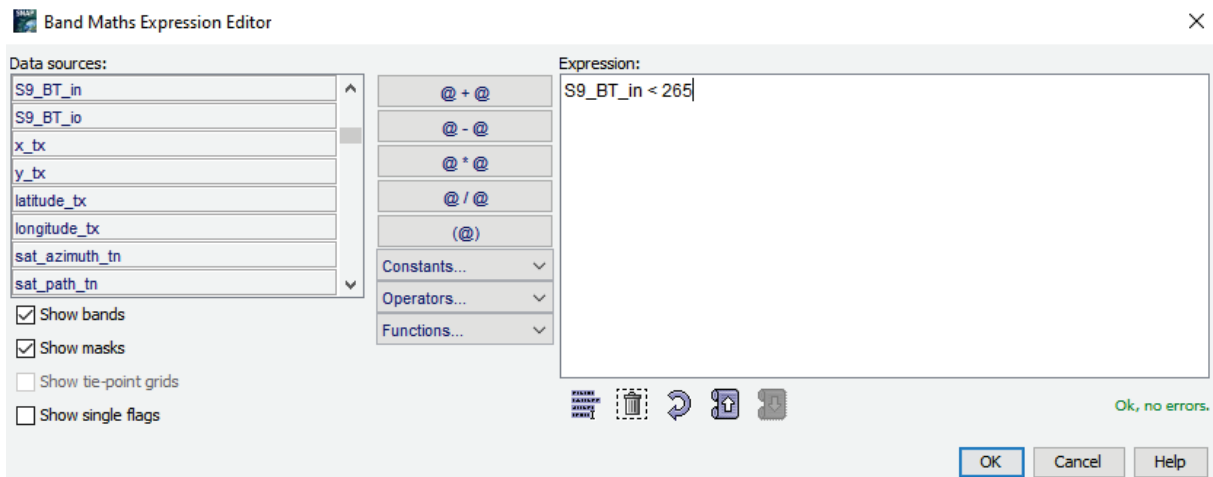 SNAP
Band Maths Expression Editor
Data sources:
S9_BT_in
S9_BT_io
x_tx
y_tx
latitude_tx
longitude_tx
sat_azimuth_tn
sat_path_tn
Show bands
Show masks
Show tie-point grids
Show single flags
@ + @
@ - @
@ * @
@ / @
(@)
Constants...
Operators...
Functions...
Expression:
S9_BT_in < 265
Ok, no errors.
OK
Cancel
Help